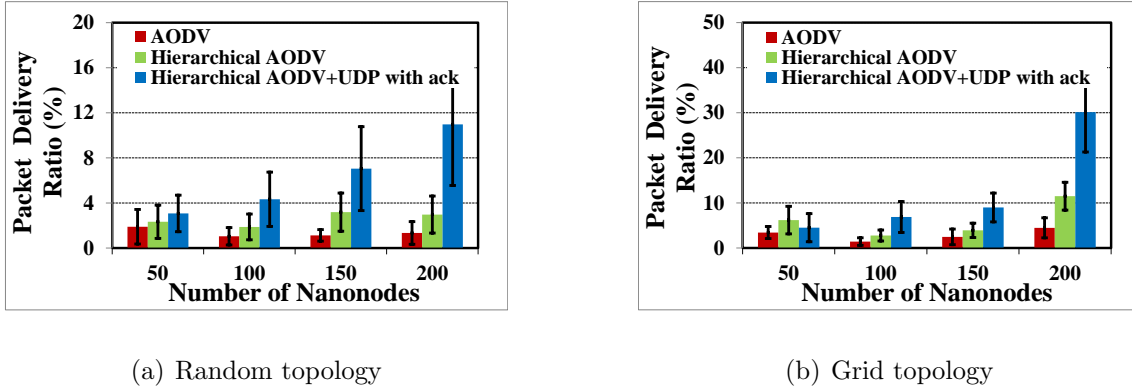 20
16
12
8
4
0
Packet Delivery
Ratio (%)
AODV
Hierarchical AODV
Hierarchical AODV+UDP with ack
50 100 150 200
Number of Nanonodes
(a) Random topology
50
40
30
20
10
0
Packet Delivery
Ratio (%)
AODV
Hierarchical AODV
Hierarchical AODV+UDP with ack
50 100 150 200
Number of Nanonodes
(b) Grid topology